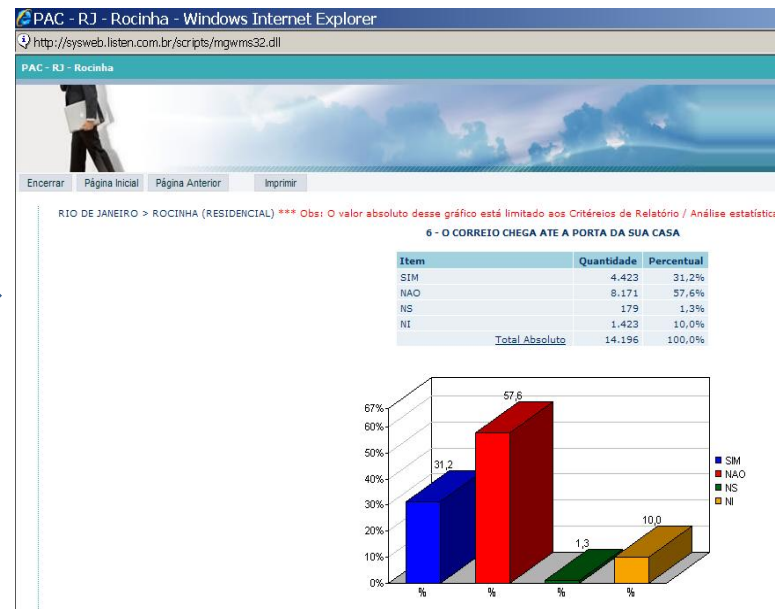 PAC - RJ - Rocinha - Windows Internet Explorer
http://sysweb.listen.com.br/scripts/mgwms32.dll
PAC - RJ - Rocinha
Encerrar Página Inicial Página Anterior Imprimir
RIO DE JANEIRO > ROCINHA (RESIDENCIAL) *** Obs: O valor absoluto desse gráfico está limitado aos Critéreios de Relatório / Análise estatística
6 - O CORREIO CHEGA ATE A PORTA DA SUA CASA
Item Quantidade Percentual
SIM 4.423 31,2%
NAO 8.171 57,6%
NS 179 1,3%
NI 1.423 10,0%
Total Absoluto 14.196 100,0%
57,6
67%
60%
50%
31,2
SIM
40%
NAO
NS
30%
NI
10,0
20%
1,3
10%
0%
% % % %